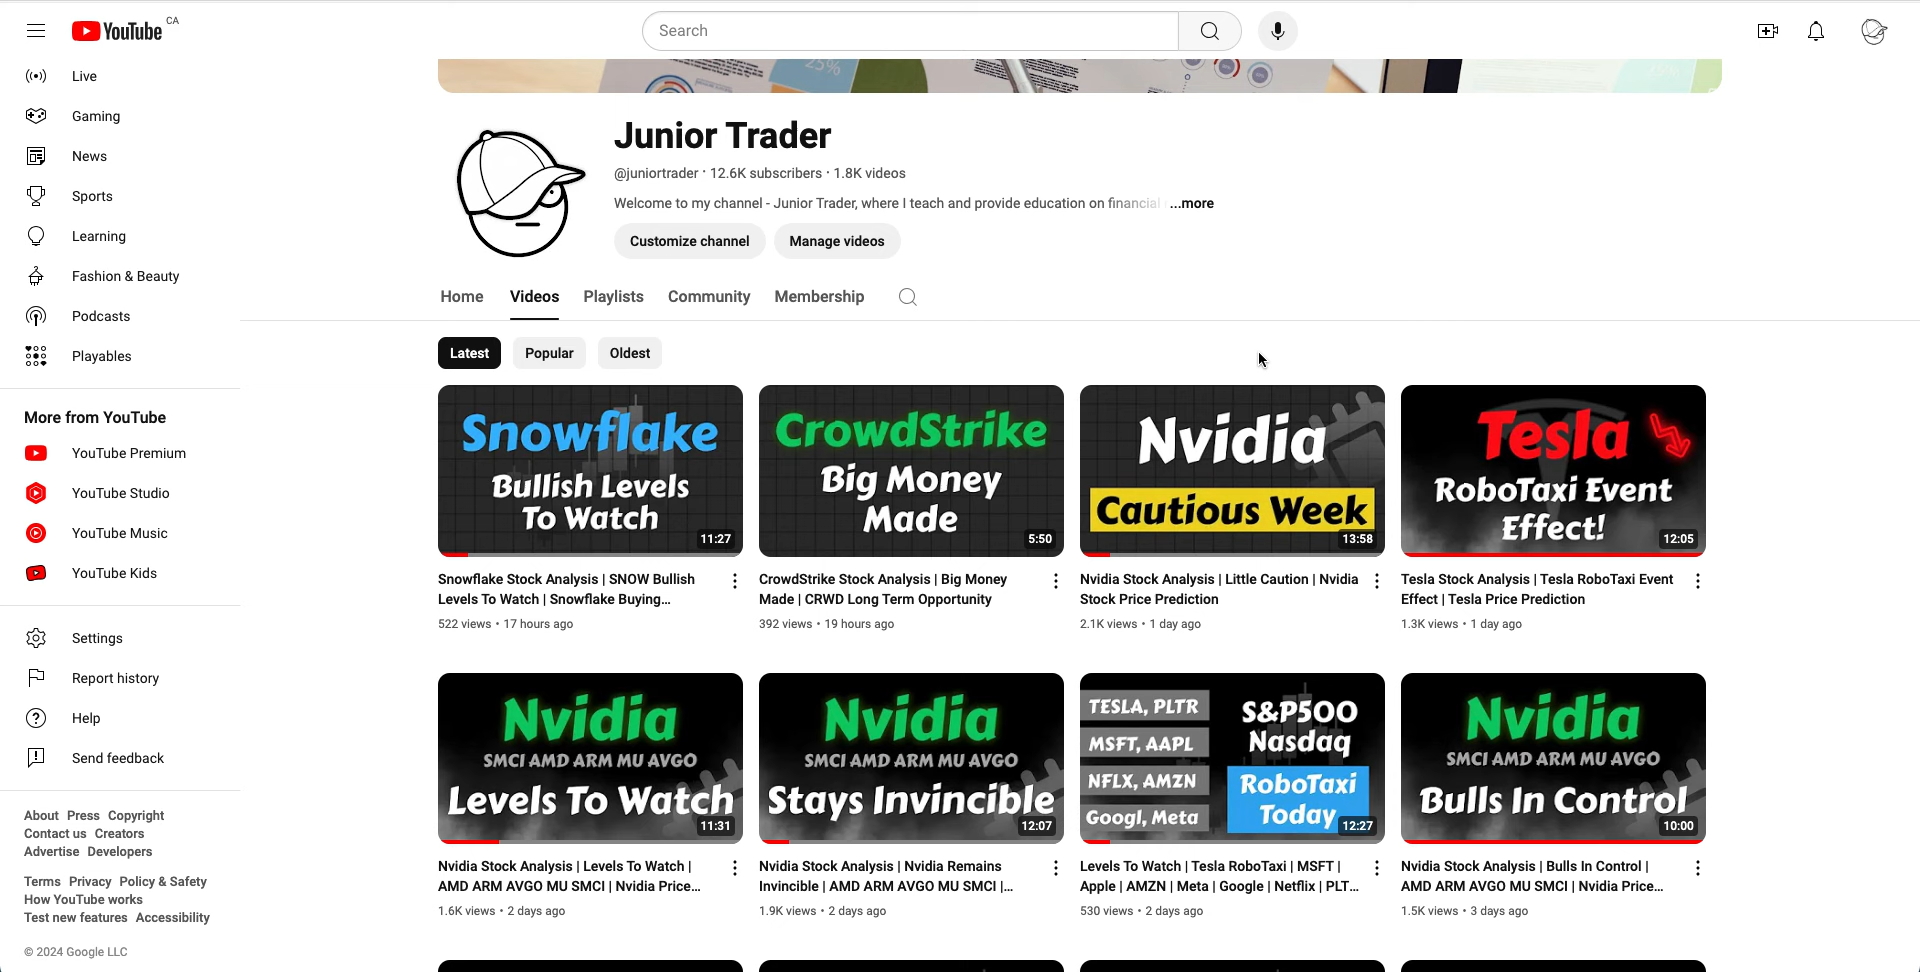 YouTube CA
Search
Live
Gaming
News
Sports
Learning
Fashion & Beauty
Podcasts
Playables
More from YouTube
YouTube Premium
YouTube Studio
YouTube Music
YouTube Kids
Settings
Report history
Help
Send feedback
About Press Copyright
Contact us Creators
Advertise Developers
Terms Privacy Policy & Safety
How YouTube works
Test new features Accessibility
© 2024 Google LLC
25%
Junior Trader
@juniortrader · 12.6K subscribers · 1.8K videos
Welcome to my channel - Junior Trader, where I teach and provide education on financial ...more
Customize channel Manage videos
Home Videos Playlists Community Membership
Latest Popular Oldest
Snowflake
Bullish Levels
To Watch
11:27
Snowflake Stock Analysis | SNOW Bullish
Levels To Watch | Snowflake Buying...
522 views • 17 hours ago
CrowdStrike
Big Money
Made
5:50
CrowdStrike Stock Analysis | Big Money
Made | CRWD Long Term Opportunity
392 views • 19 hours ago
Nvidia
Cautious Week
13:58
Nvidia Stock Analysis | Little Caution | Nvidia
Stock Price Prediction
2.1K views • 1 day ago
Tesla
RoboTaxi Event
Effect!
12:05
Tesla Stock Analysis | Tesla RoboTaxi Event
Effect | Tesla Price Prediction
1.3K views • 1 day ago
Nvidia
SMCI AMD ARM MU AVGO
Levels To Watch
11:31
Nvidia Stock Analysis | Levels To Watch |
AMD ARM AVGO MU SMCI | Nvidia Price...
1.6K views • 2 days ago
Nvidia
SMCI AMD ARM MU AVGO
Stays Invincible
12:07
Nvidia Stock Analysis | Nvidia Remains
Invincible | AMD ARM AVGO MU SMCI |...
1.9K views • 2 days ago
TESLA, PLTR
MSFT, AAPL
NFLX, AMZN
Googl, Meta
S&P500
Nasdaq
RoboTaxi
Today
12:27
Levels To Watch | Tesla RoboTaxi | MSFT |
Apple | AMZN | Meta | Google | Netflix | PLT...
530 views • 2 days ago
Nvidia
SMCI AMD ARM MU AVGO
Bulls In Control
10:00
Nvidia Stock Analysis | Bulls In Control |
AMD ARM AVGO MU SMCI | Nvidia Price...
1.5K views • 3 days ago